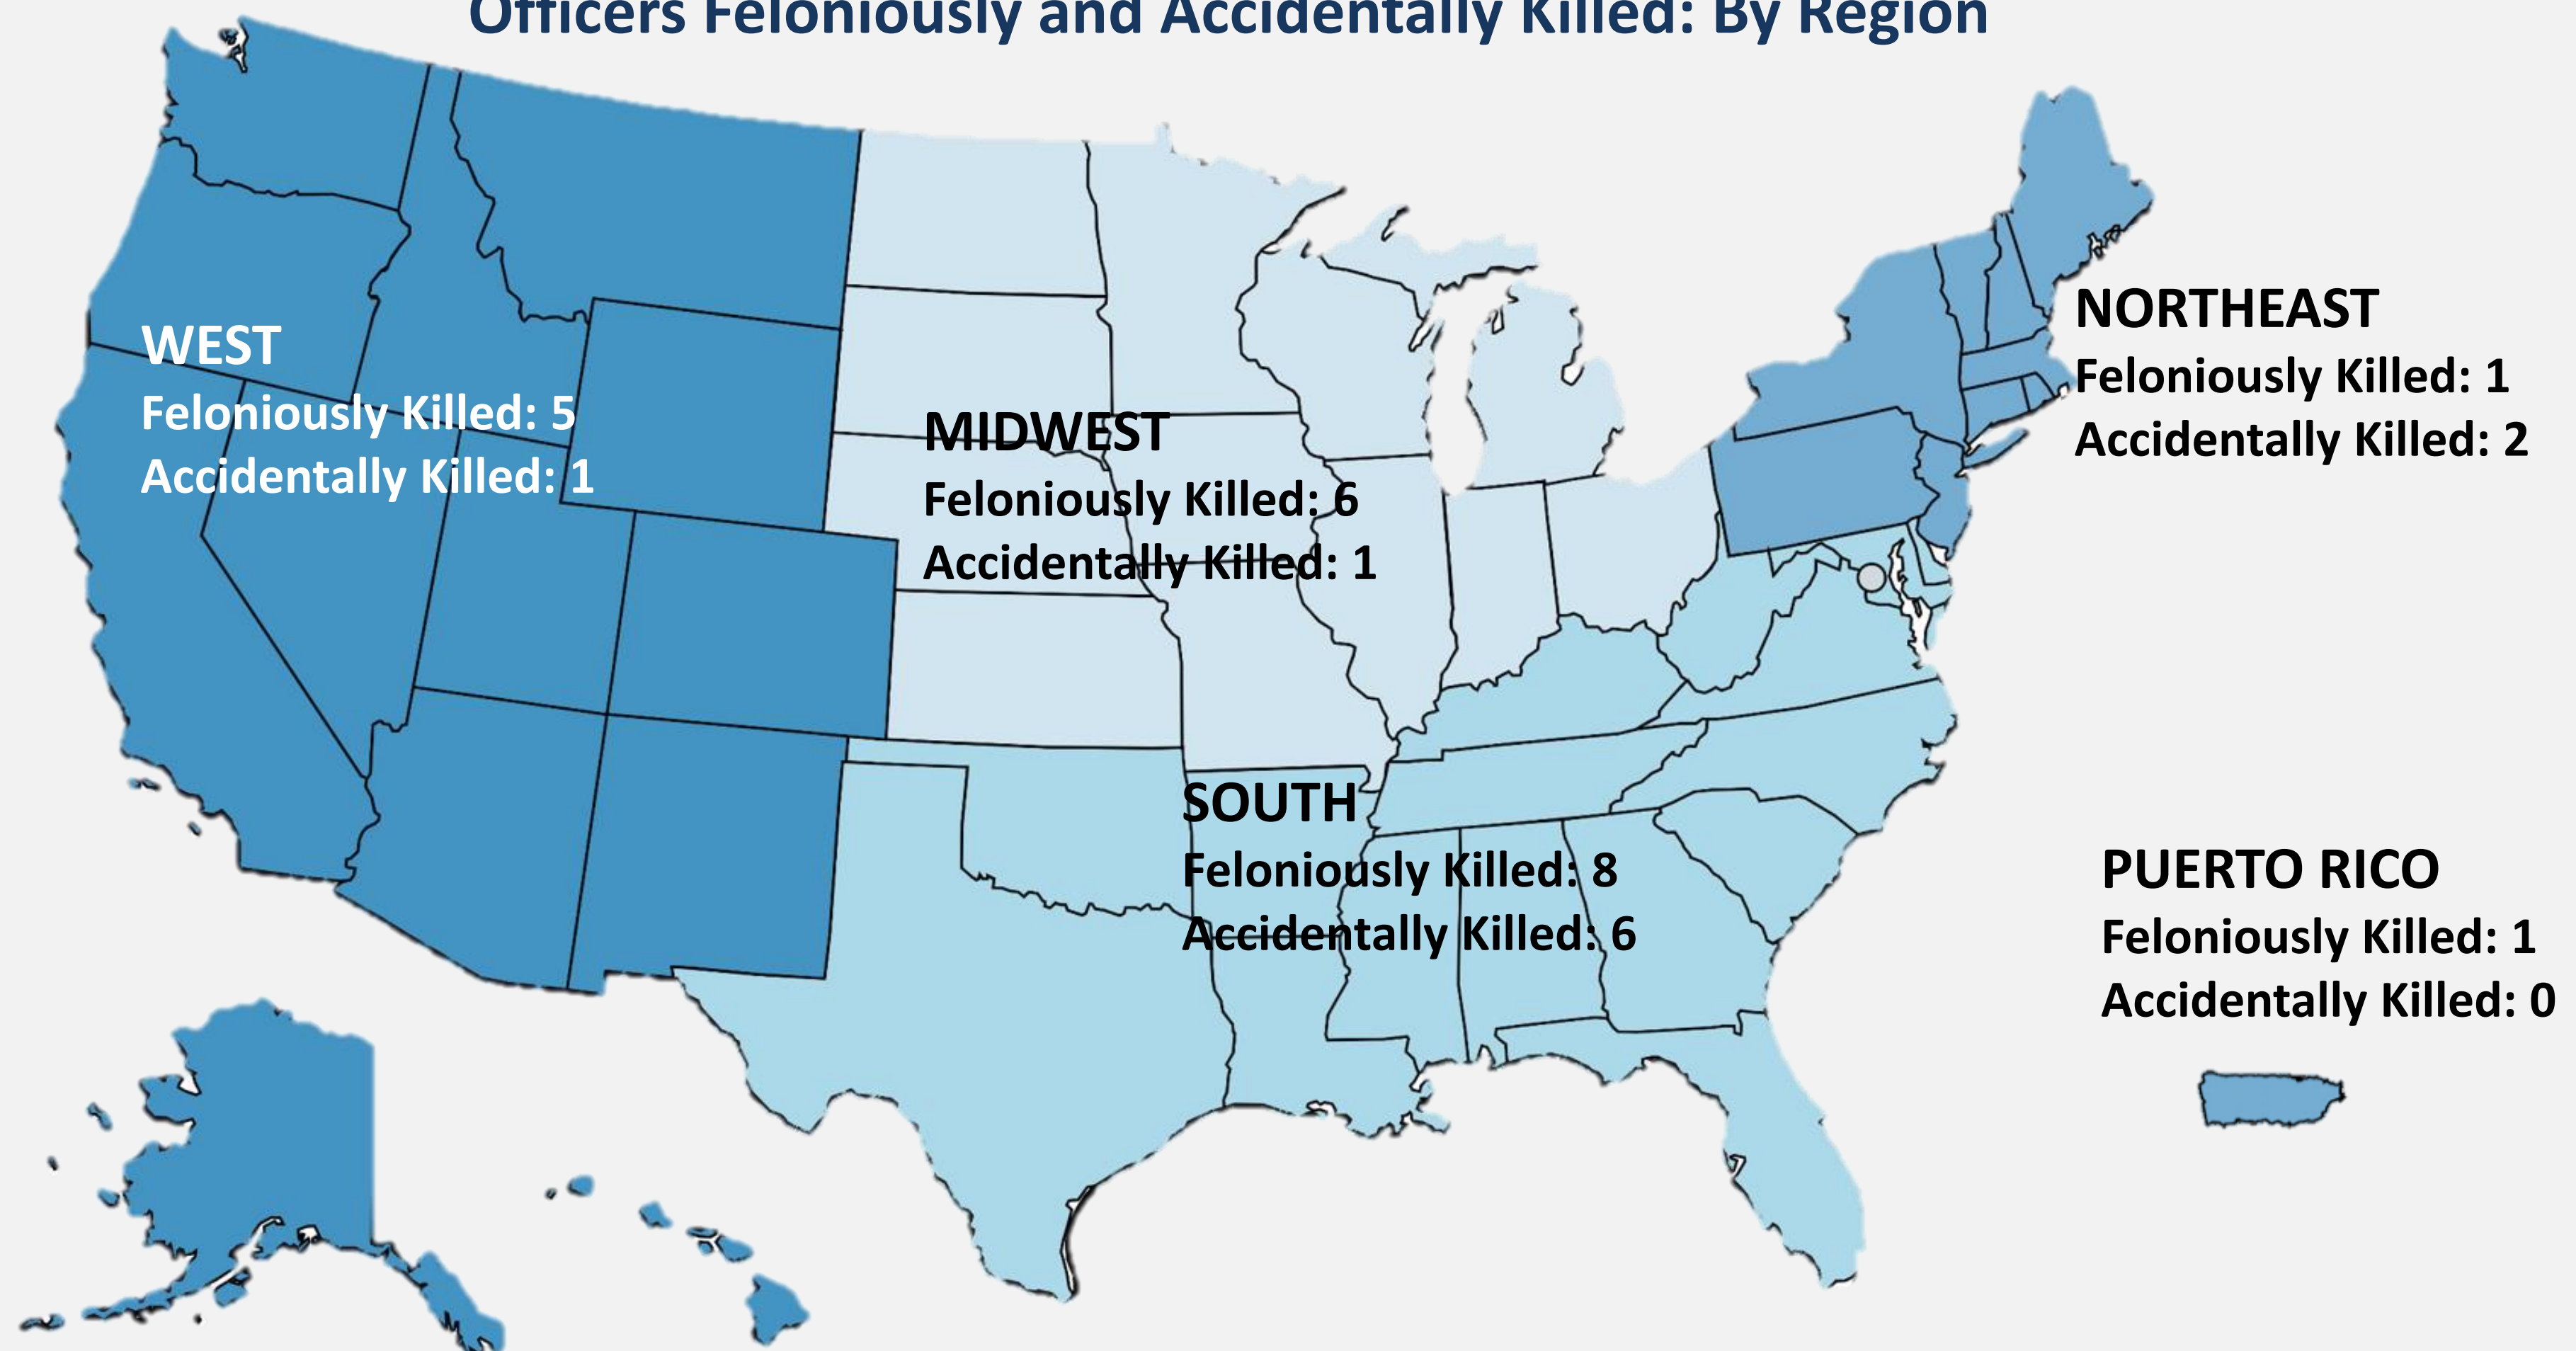 Officers Feloniously and Accidentally Killed: By Region
WEST
Feloniously Killed: 5
Accidentally Killed: 1
MIDWEST
Feloniously Killed: 6
Accidentally Killed: 1
NORTHEAST
Feloniously Killed: 1
Accidentally Killed: 2
SOUTH
Feloniously Killed: 8
Accidentally Killed: 6
PUERTO RICO
Feloniously Killed: 1
Accidentally Killed: 0